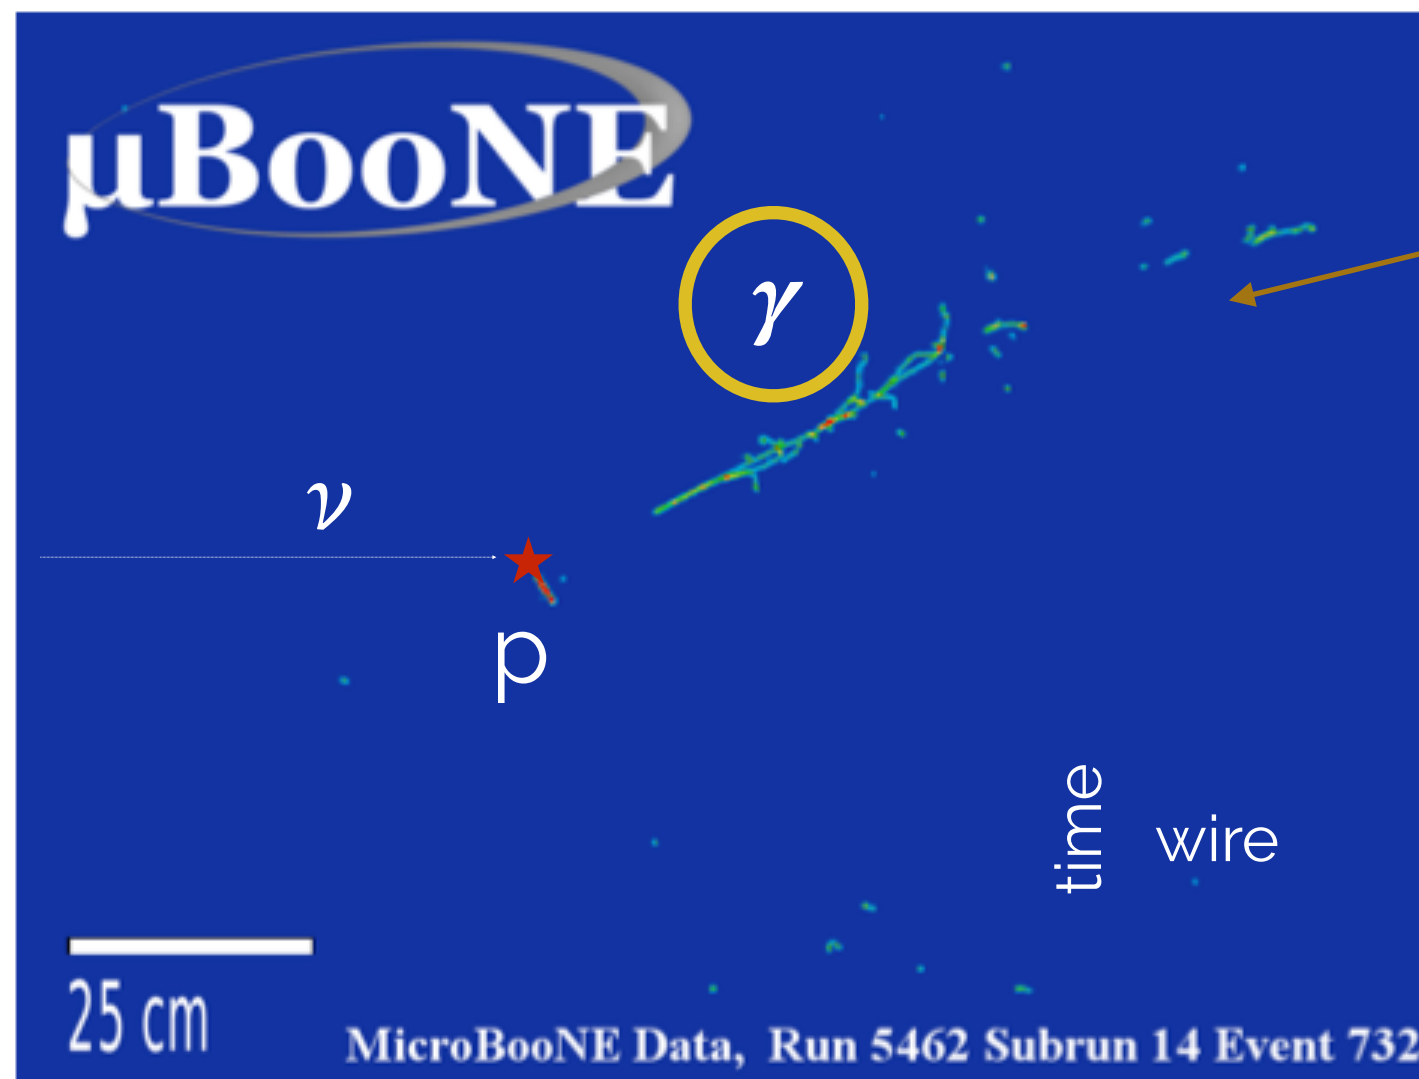 µBooNE
γ
ν
p
time
wire
25 cm
MicroBooNE Data, Run 5462 Subrun 14 Event 732